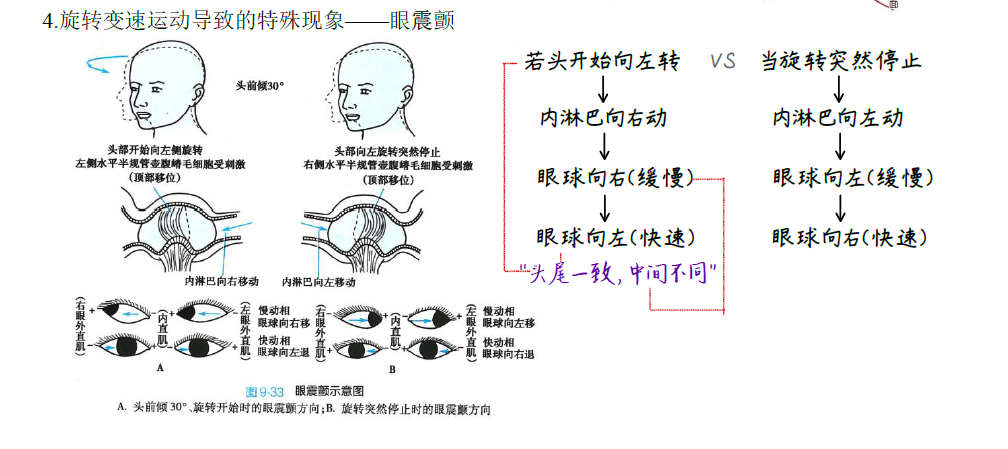 4.旋转变速运动导致的特殊现象——眼震颤
头前倾30°
头部开始向左侧旋转
左侧水平半规管壶腹嵴毛细胞受刺激
(顶部移位)
头部向左旋转突然停止
右侧水平半规管壶腹嵴毛细胞受刺激
(顶部移位)
内淋巴向右移动
内淋巴向左移动
(右眼外直肌)
+
-
(内直肌)
-
+
+
-
-
+
(左眼外直肌)
慢动相
眼球向右移
快动相
眼球向左退
A
右眼外直肌)
-
+
(内直肌)
+
-
-
+
+
-
(左眼外直肌)
慢动相
眼球向左移
快动相
眼球向右退
B
图9-33 眼震颤示意图
A. 头前倾 30°、旋转开始时的眼震颤方向;B. 旋转突然停止时的眼震颤方向
若头开始向左转 VS 当旋转突然停止
内淋巴向右动
内淋巴向左动
眼球向右(缓慢)
眼球向左(缓慢)
眼球向左(快速)
眼球向右(快速)
"头尾一致,中间不同"